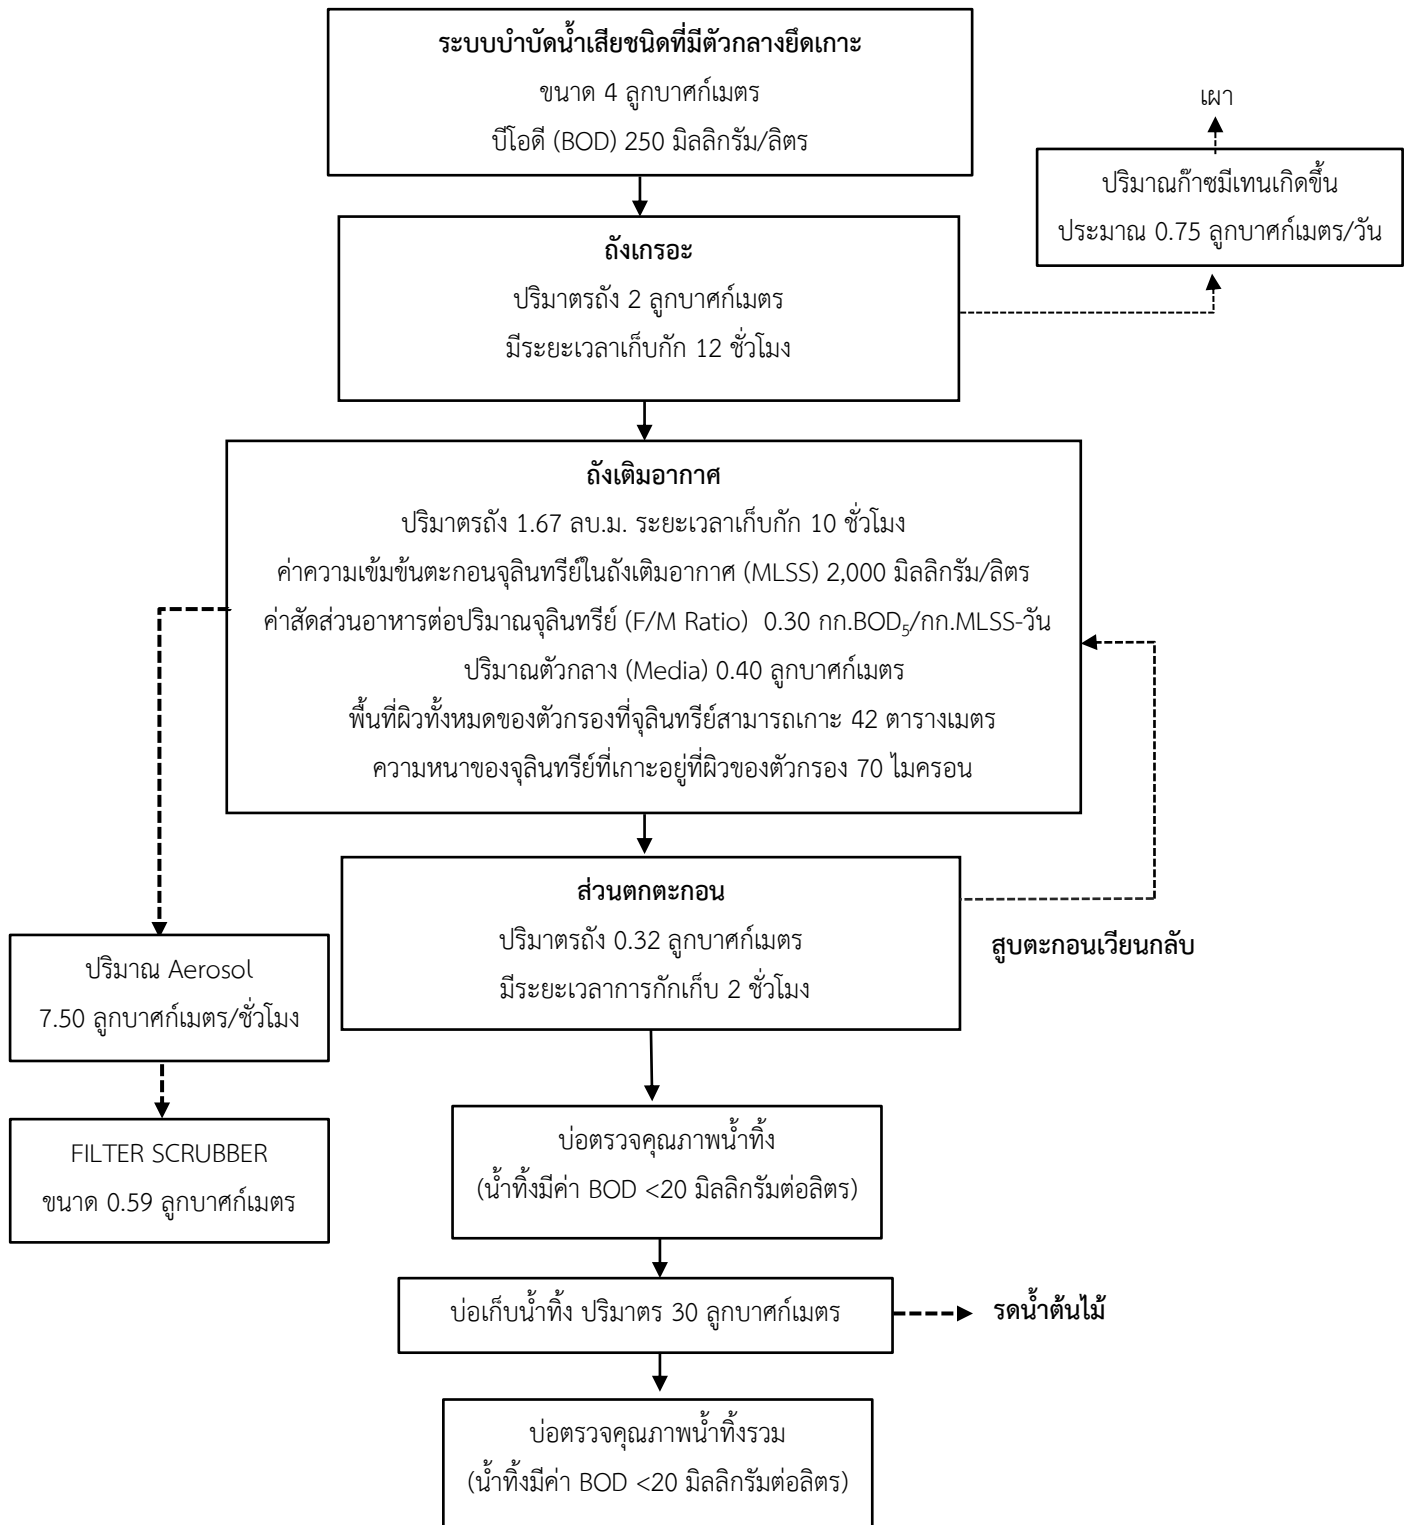 ระบบบำบัดน้ำเสียชนิดที่มีตัวกลางยึดเกาะ
ขนาด 4 ลูกบาศก์เมตร
บีโอดี (BOD) 250 มิลลิกรัม/ลิตร
เผา
ปริมาณก๊าซมีเทนเกิดขึ้น
ประมาณ 0.75 ลูกบาศก์เมตร/วัน
ถังเกรอะ
ปริมาตรถัง 2 ลูกบาศก์เมตร
มีระยะเวลาเก็บกัก 12 ชั่วโมง
ถังเติมอากาศ
ปริมาตรถัง 1.67 ลบ.ม. ระยะเวลาเก็บกัก 10 ชั่วโมง
ค่าความเข้มข้นตะกอนจุลินทรีย์ในถังเติมอากาศ (MLSS) 2,000 มิลลิกรัม/ลิตร
ค่าสัดส่วนอาหารต่อปริมาณจุลินทรีย์ (F/M Ratio) 0.30 กก.BOD₅/กก.MLSS-วัน
ปริมาณตัวกลาง (Media) 0.40 ลูกบาศก์เมตร
พื้นที่ผิวทั้งหมดของตัวกรองที่จุลินทรีย์สามารถเกาะ 42 ตารางเมตร
ความหนาของจุลินทรีย์ที่เกาะอยู่ที่ผิวของตัวกรอง 70 ไมครอน
ส่วนตกตะกอน
ปริมาตรถัง 0.32 ลูกบาศก์เมตร
มีระยะเวลาการกักเก็บ 2 ชั่วโมง
สูบตะกอนเวียนกลับ
ปริมาณ Aerosol
7.50 ลูกบาศก์เมตร/ชั่วโมง
FILTER SCRUBBER
ขนาด 0.59 ลูกบาศก์เมตร
บ่อตรวจคุณภาพน้ำทิ้ง
(น้ำทิ้งมีค่า BOD <20 มิลลิกรัมต่อลิตร)
บ่อเก็บน้ำทิ้ง ปริมาตร 30 ลูกบาศก์เมตร
รดน้ำต้นไม้
บ่อตรวจคุณภาพน้ำทิ้งรวม
(น้ำทิ้งมีค่า BOD <20 มิลลิกรัมต่อลิตร)